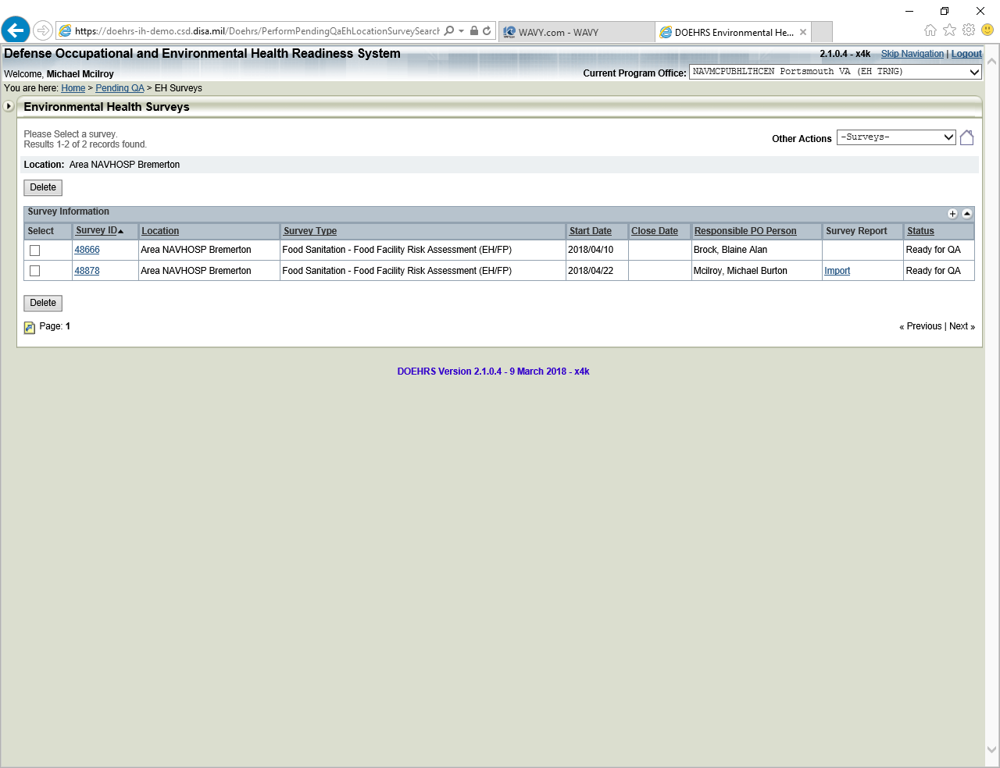 https://doehrs-ih-demo.csd.disa.mil/Doehrs/PerformPendingQaEhLocationSurveySearch
WAVY.com - WAVY
DOEHRS Environmental He...
Defense Occupational and Environmental Health Readiness System
2.1.0.4 - x4k Skip Navigation | Logout
Welcome, Michael Mcilroy
Current Program Office: NAVMCPUBHLTHCEN Portsmouth VA (EH TRNG)
You are here: Home > Pending QA > EH Surveys
Environmental Health Surveys
Please Select a survey.
Results 1-2 of 2 records found.
Other Actions -Surveys-
Location: Area NAVHOSP Bremerton
Delete
Survey Information
Select Survey ID Location Survey Type Start Date Close Date Responsible PO Person Survey Report Status
48666 Area NAVHOSP Bremerton Food Sanitation - Food Facility Risk Assessment (EH/FP) 2018/04/10 Brock, Blaine Alan Ready for QA
48878 Area NAVHOSP Bremerton Food Sanitation - Food Facility Risk Assessment (EH/FP) 2018/04/22 Mcilroy, Michael Burton Import Ready for QA
Delete
Page: 1
« Previous | Next »
DOEHRS Version 2.1.0.4 - 9 March 2018 - x4k